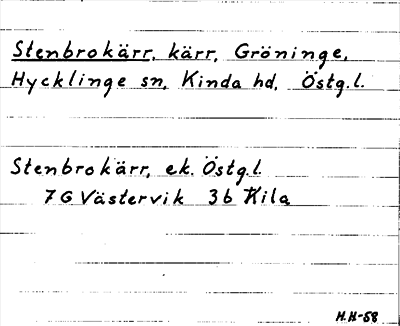 Stenbrokärr, kärr, Gröninge,
Hycklinge sn, Kinda hd, Östg.l.
Stenbrokärr, ek. Östg.l.
7G Västervik 3b Kila
H.H-58